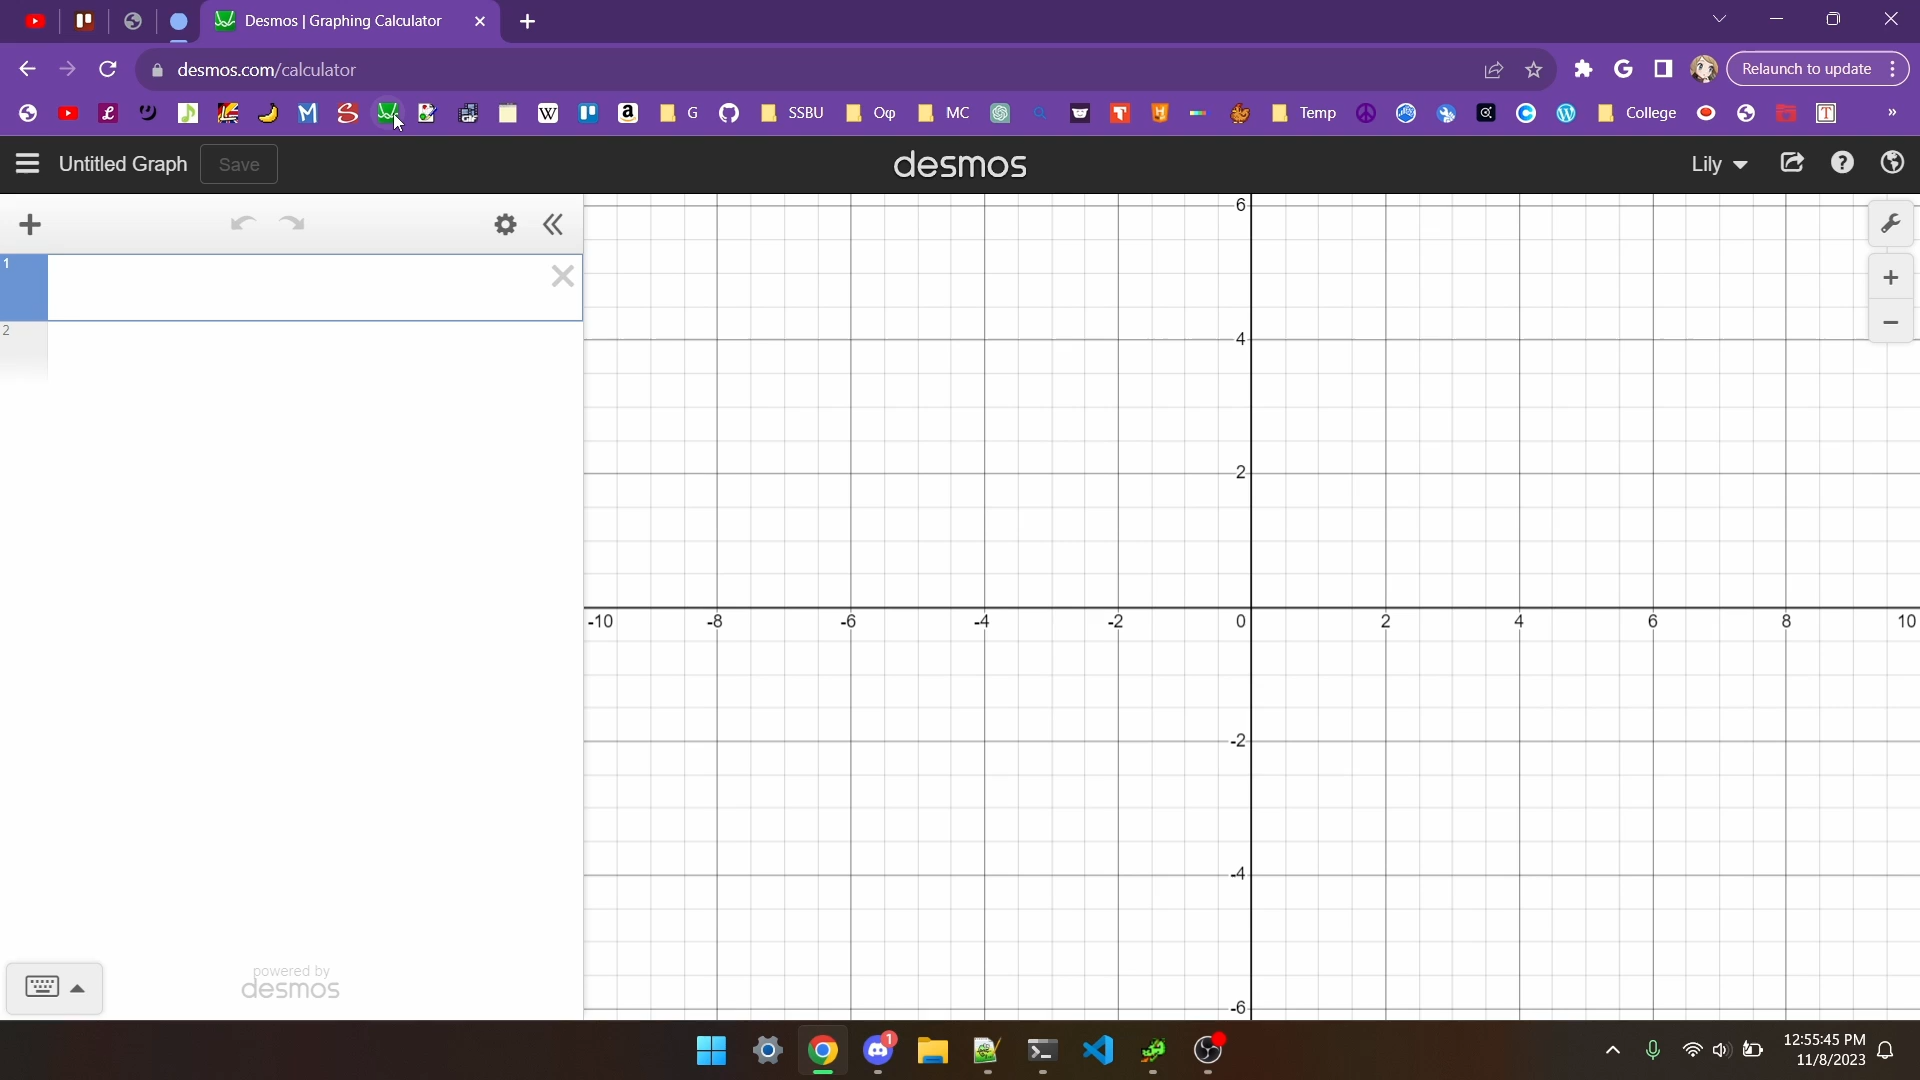 Desmos | Graphing Calculator
desmos.com/calculator
Relaunch to update
G
SSBU
Οφ
MC
Temp
College
»
Untitled Graph
Save
desmos
Lily
1
2
powered by
desmos
6
4
2
-10 -8 -6 -4 -2 0 2 4 6 8 10
-2
-4
-6
1
12:55:45 PM
11/8/2023